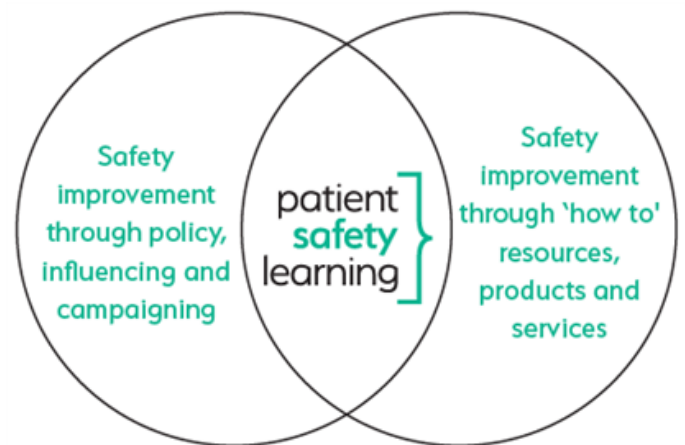 Safety
improvement
through policy,
influencing and
campaigning
patient
safety
learning
Safety
improvement
through ‘how to'
resources,
products and
services